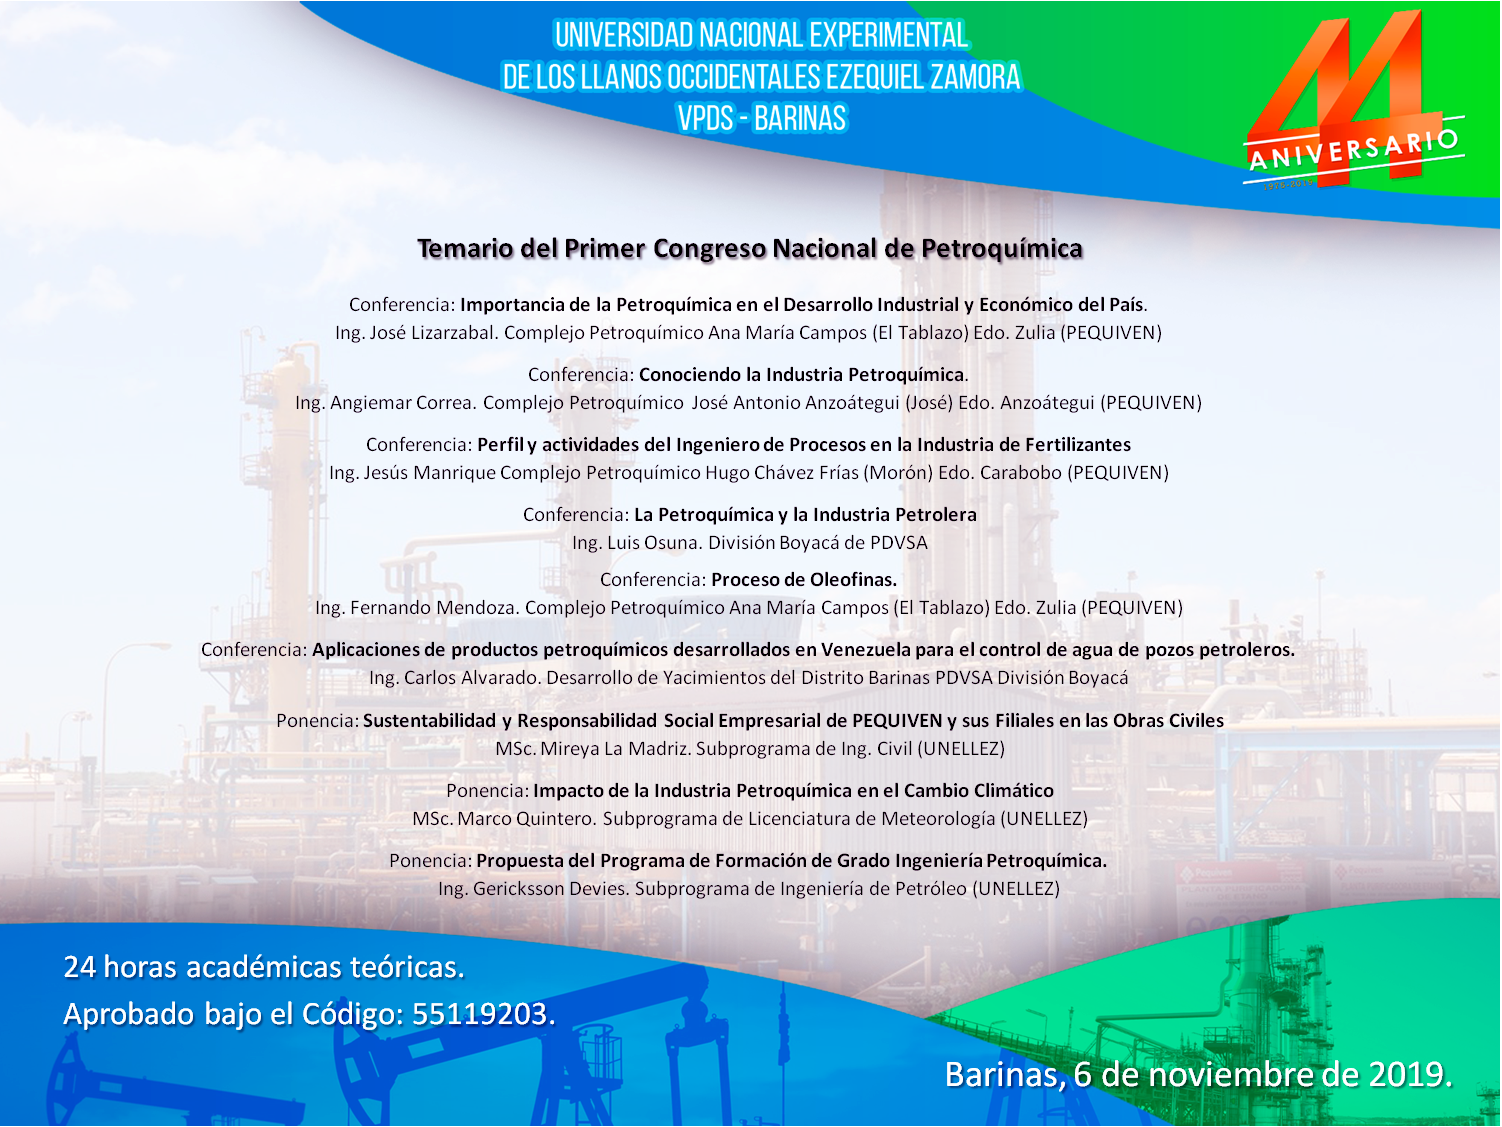 UNIVERSIDAD NACIONAL EXPERIMENTAL
DE LOS LLANOS OCCIDENTALES EZEQUIEL ZAMORA
VPDS - BARINAS
44
ANIVERSARIO
1975-2019
Temario del Primer Congreso Nacional de Petroquímica
Conferencia: Importancia de la Petroquímica en el Desarrollo Industrial y Económico del País.
Ing. José Lizarzabal. Complejo Petroquímico Ana María Campos (El Tablazo) Edo. Zulia (PEQUIVEN)
Conferencia: Conociendo la Industria Petroquímica.
Ing. Angiemar Correa. Complejo Petroquímico José Antonio Anzoátegui (José) Edo. Anzoátegui (PEQUIVEN)
Conferencia: Perfil y actividades del Ingeniero de Procesos en la Industria de Fertilizantes
Ing. Jesús Manrique Complejo Petroquímico Hugo Chávez Frías (Morón) Edo. Carabobo (PEQUIVEN)
Conferencia: La Petroquímica y la Industria Petrolera
Ing. Luis Osuna. División Boyacá de PDVSA
Conferencia: Proceso de Oleofinas.
Ing. Fernando Mendoza. Complejo Petroquímico Ana María Campos (El Tablazo) Edo. Zulia (PEQUIVEN)
Conferencia: Aplicaciones de productos petroquímicos desarrollados en Venezuela para el control de agua de pozos petroleros.
Ing. Carlos Alvarado. Desarrollo de Yacimientos del Distrito Barinas PDVSA División Boyacá
Ponencia: Sustentabilidad y Responsabilidad Social Empresarial de PEQUIVEN y sus Filiales en las Obras Civiles
MSc. Mireya La Madriz. Subprograma de Ing. Civil (UNELLEZ)
Ponencia: Impacto de la Industria Petroquímica en el Cambio Climático
MSc. Marco Quintero. Subprograma de Licenciatura de Meteorología (UNELLEZ)
Ponencia: Propuesta del Programa de Formación de Grado Ingeniería Petroquímica.
Ing. Gericksson Devies. Subprograma de Ingeniería de Petróleo (UNELLEZ)
24 horas académicas teóricas.
Aprobado bajo el Código: 55119203.
Barinas, 6 de noviembre de 2019.